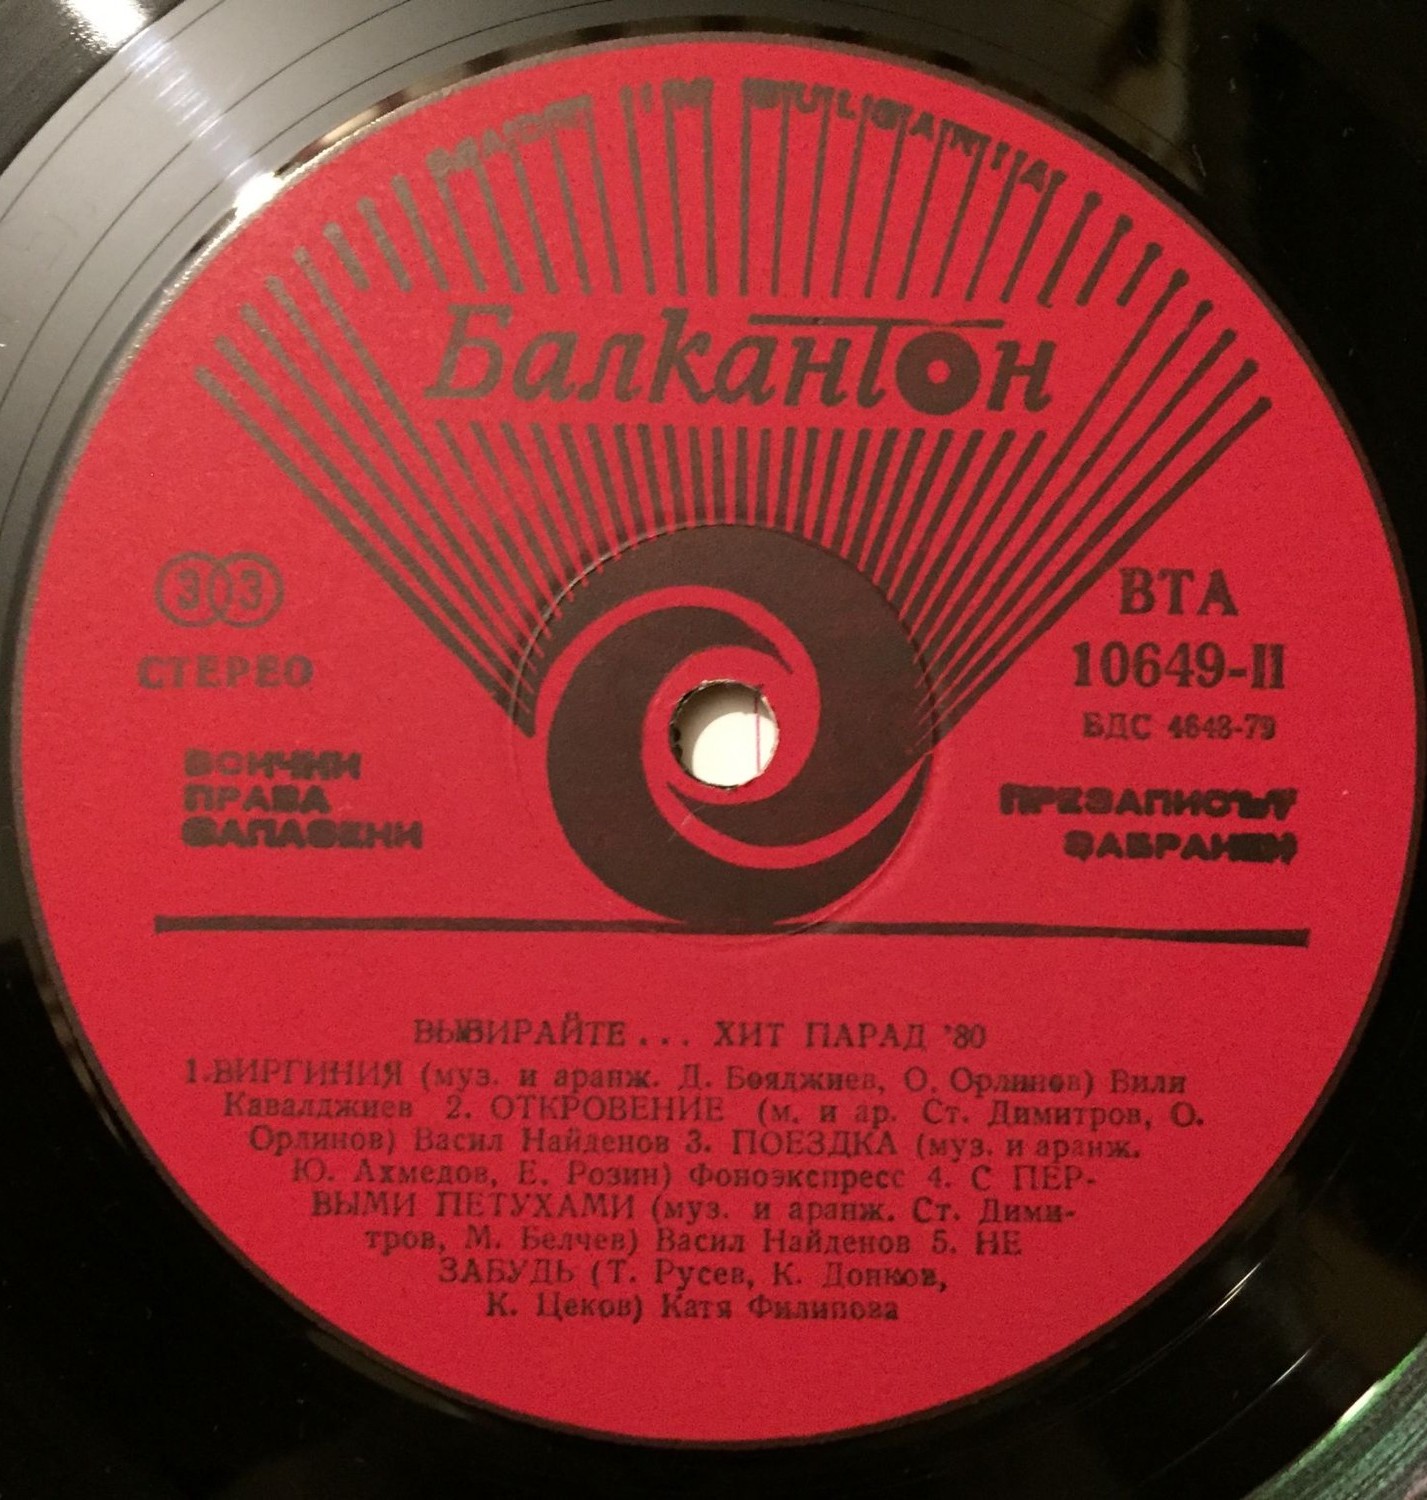 MADE IM BULGARIA
Балкантон
33
СТЕРЕО
ВТА
10649-II
БДС 4648-79
ВСИЧКИ
ПРАВА
ЗАПАЗЕНИ
ПРЕЗАПИСЪТ
ЗАБРАНЕН
ВЫБИРАЙТЕ... ХИТ ПАРАД '80
1.ВИРГИНИЯ (муз. и аранж. Д. Бояджиев, О. Орлинов) Вили
Кавалджиев 2. ОТКРОВЕНИЕ (м. и ар. Ст. Димитров, О.
Орлинов) Васил Найденов 3. ПОЕЗДКА (муз. и аранж.
Ю. Ахмедов, Е. Розин) Фоноэкспресс 4. С ПЕР-
ВЫМИ ПЕТУХАМИ (муз. и аранж. Ст. Дими-
тров, М. Белчев) Васил Найденов 5. НЕ
ЗАБУДЬ (Т. Русев, К. Донков,
К. Цеков) Катя Филипова